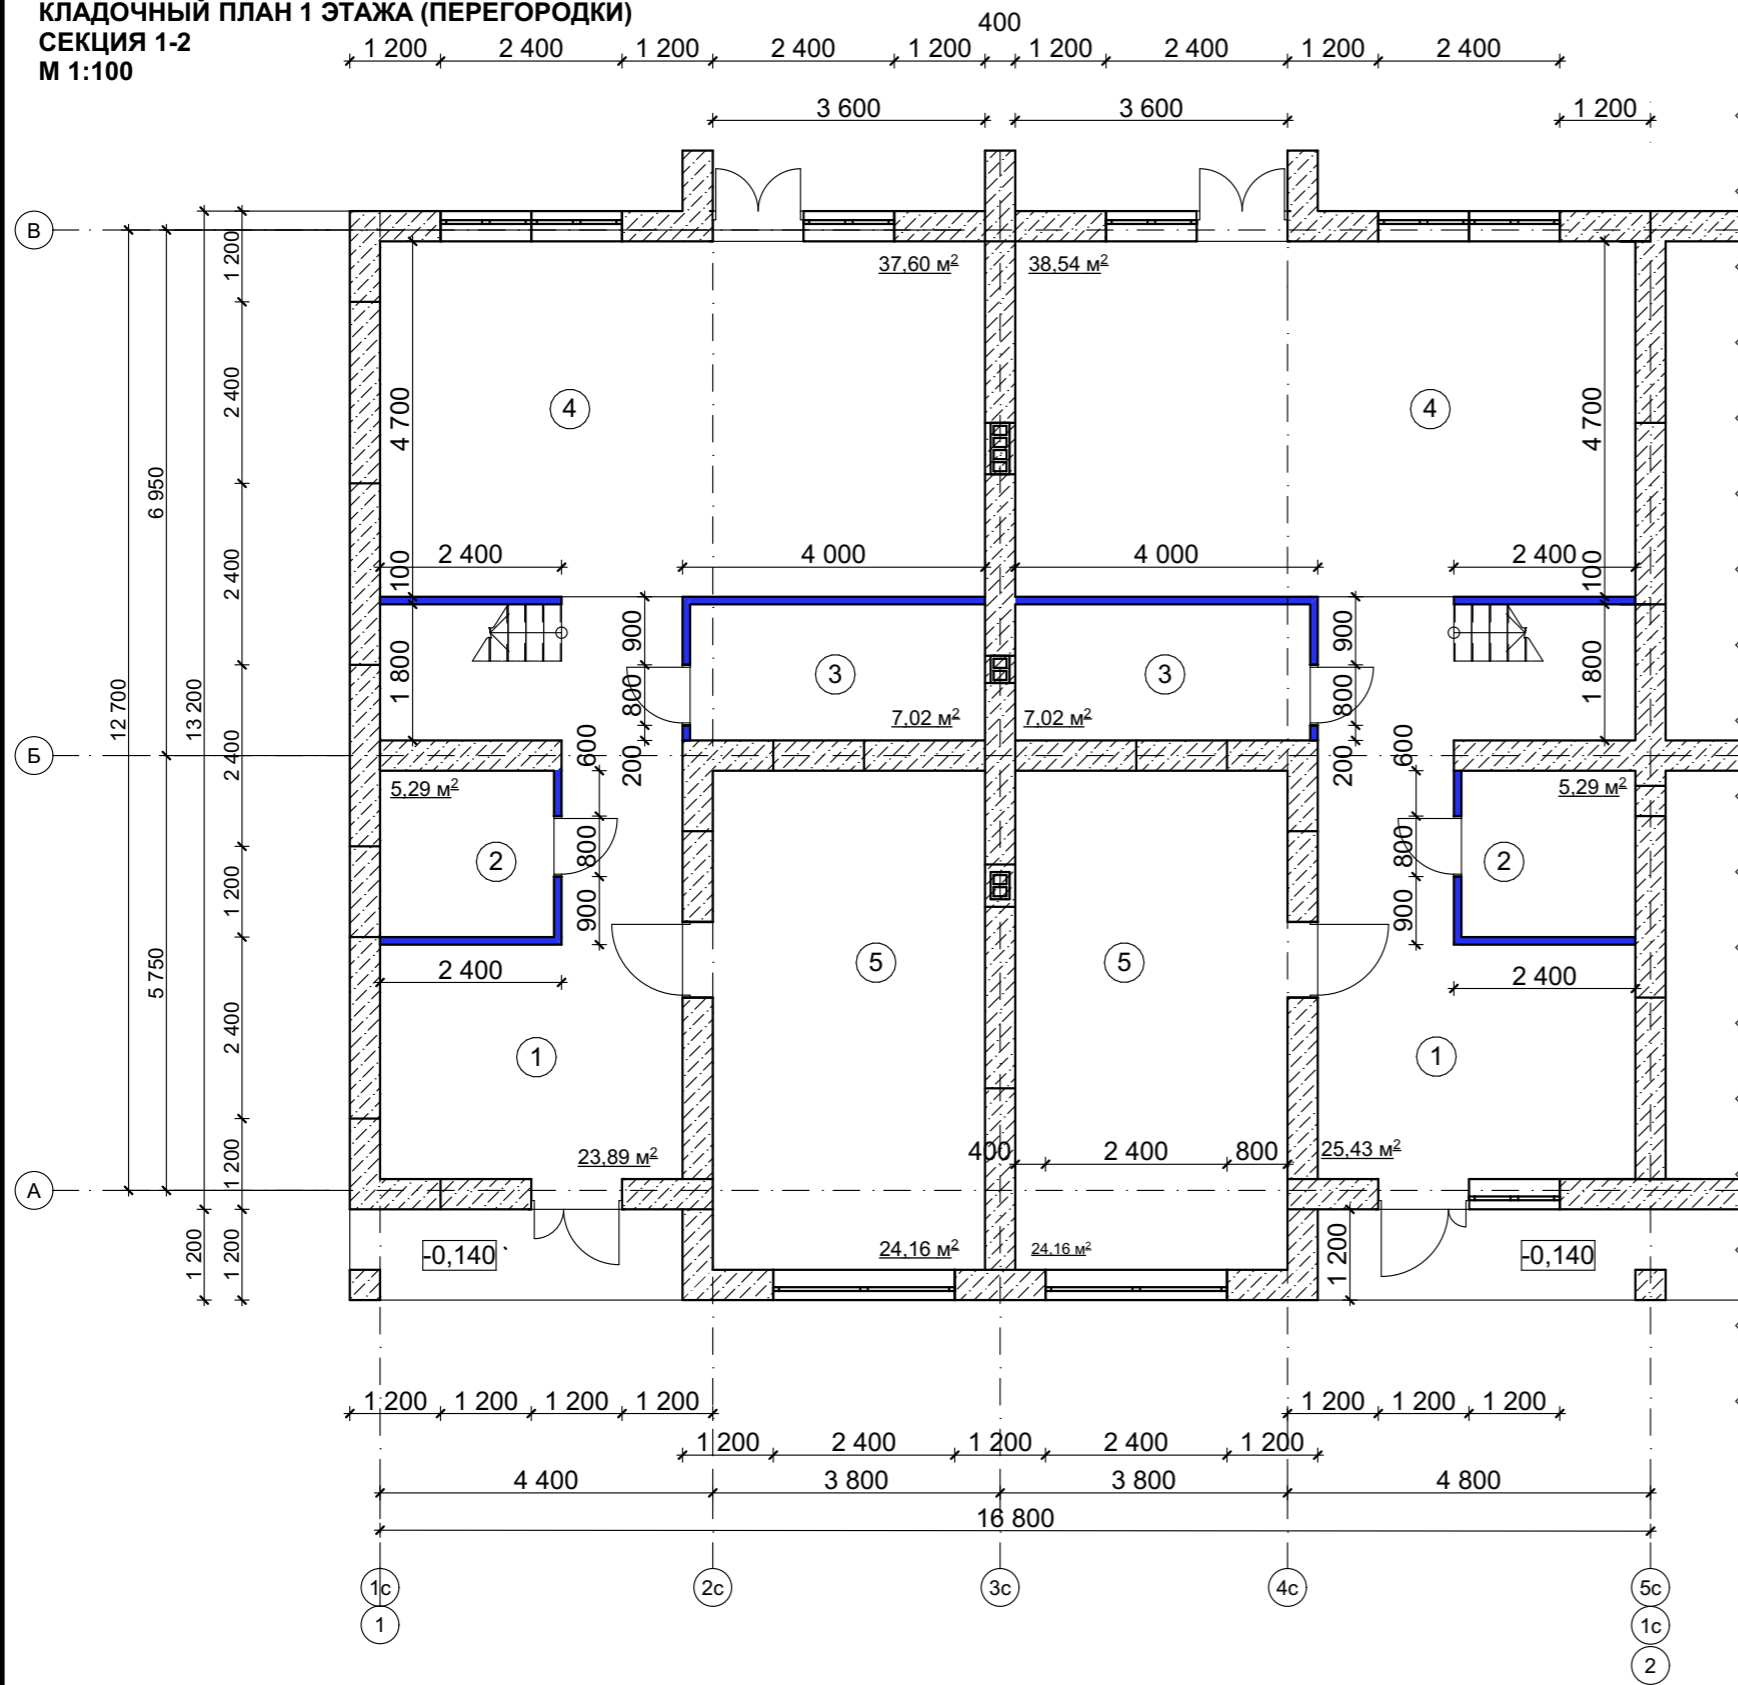 КЛАДОЧНЫЙ ПЛАН 1 ЭТАЖА (ПЕРЕГОРОДКИ)
СЕКЦИЯ 1-2
М 1:100
400
1 200 2 400 1 200 2 400 1 200 1 200 2 400 1 200 2 400
3 600 3 600 1 200
В
1 200
37,60 м² 38,54 м²
2 400
4 4
4 700 4 700
6 950
2 400 4 000 4 000 2 400
2 400 100 100
900 900
1 800 3 3 1 800
800 800
12 700 13 200
7,02 м² 7,02 м²
2 400 600 600
Б
200 200
5,29 м² 5,29 м²
2 800 800 2
1 200 900 900
5 750
2 400 5 5 2 400
2 400
1 1
400 2 400 800
23,89 м² 25,43 м²
1 200
А
1 200 1 200 -0,140 24,16 м² 24,16 м² 1 200 -0,140
1 200 1 200 1 200 1 200 1 200 1 200 1 200
1 200 2 400 1 200 2 400 1 200
4 400 3 800 3 800 4 800
16 800
1с 2с 3с 4с 5с
1 1с
2